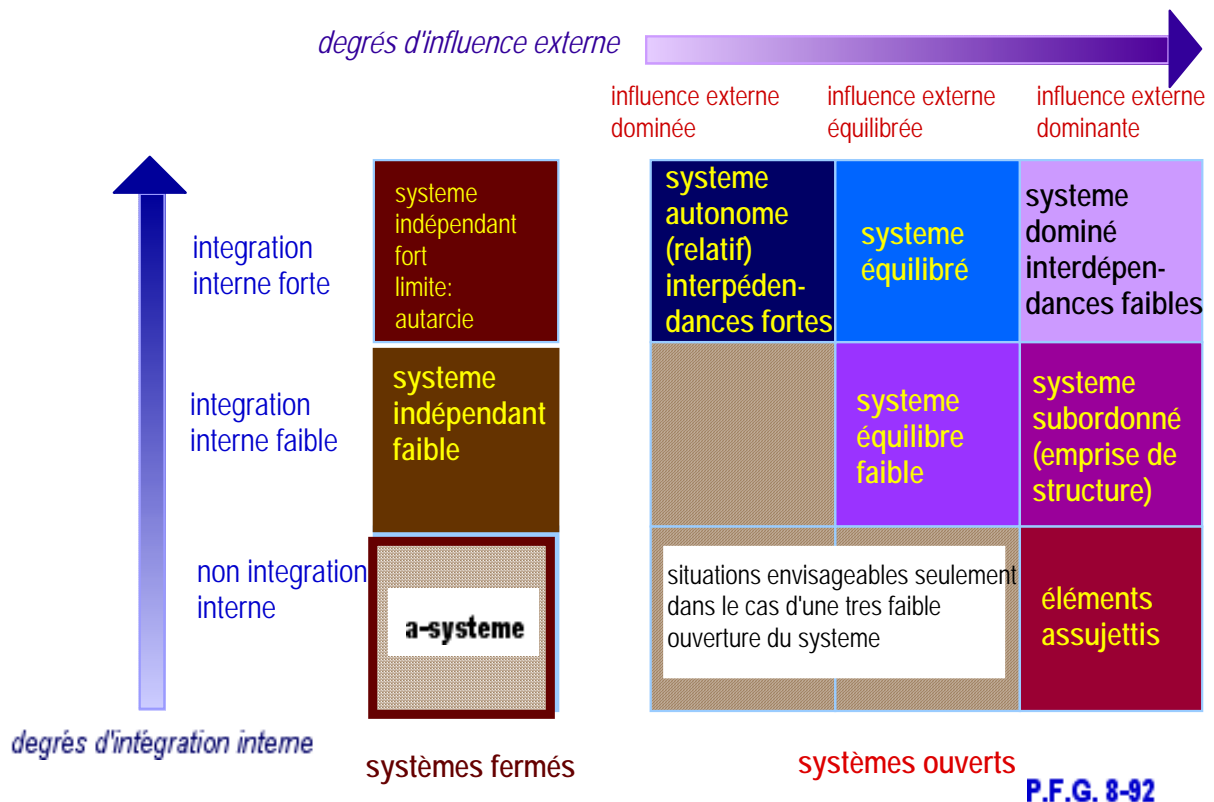 degrés d'influence externe
influence externe
dominée
influence externe
équilibrée
influence externe
dominante
integration
interne forte
systeme
indépendant
fort
limite:
autarcie
systeme
autonome
(relatif)
interpéden-
dances fortes
systeme
équilibré
systeme
dominé
interdépen-
dances faibles
integration
interne faible
systeme
indépendant
faible
systeme
équilibre
faible
systeme
subordonné
(emprise de
structure)
non integration
interne
a-systeme
situations envisageables seulement
dans le cas d'une tres faible
ouverture du systeme
éléments
assujettis
degrés d'intégration interne
systèmes fermés
systèmes ouverts
P.F.G. 8-92